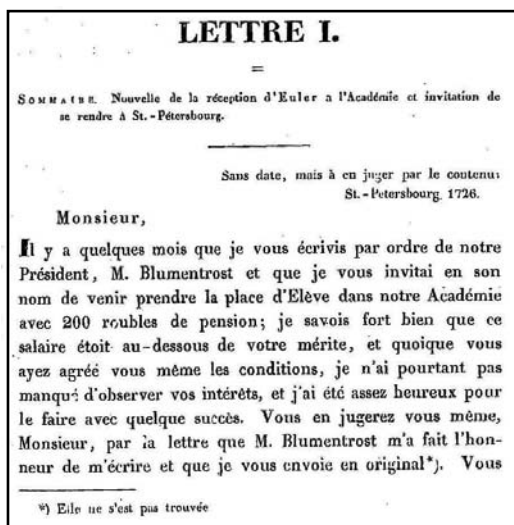 LETTRE I.
=
SOMMAIRE. Nouvelle de la réception d'Euler a l'Académie et invitation de
se rendre à St.-Pétersbourg.
Sans date, mais à en juger par le contenu:
St.-Petersbourg. 1726.
Monsieur,
Il y a quelques mois que je vous écrivis par ordre de notre
Président, M. Blumentrost et que je vous invitai en son
nom de venir prendre la place d'Elève dans notre Académie
avec 200 roubles de pension; je savois fort bien que ce
salaire étoit au-dessous de votre mérite, et quoique vous
ayez agréé vous même les conditions, je n'ai pourtant pas
manqué d'observer vos intérêts, et j'ai été assez heureux pour
le faire avec quelque succès. Vous en jugerez vous même,
Monsieur, par la lettre que M. Blumentrost m'a fait l'hon-
neur de m'écrire et que je vous envoie en original*). Vous
*) Elle ne s'est pas trouvée